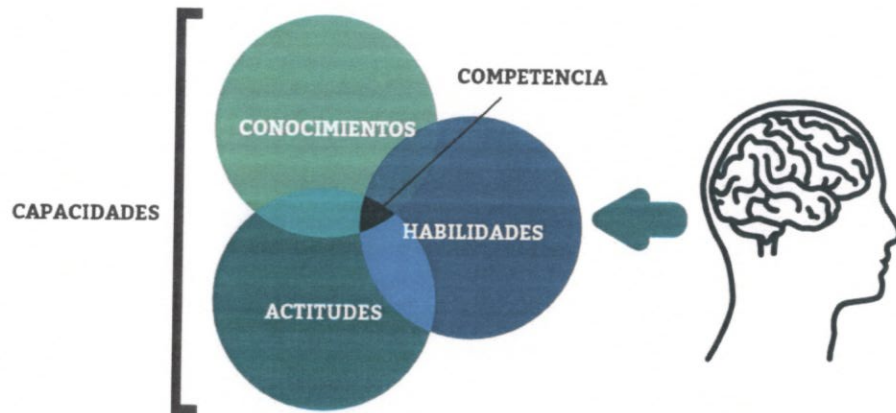 COMPETENCIA
CONOCIMIENTOS
CAPACIDADES
HABILIDADES
ACTITUDES